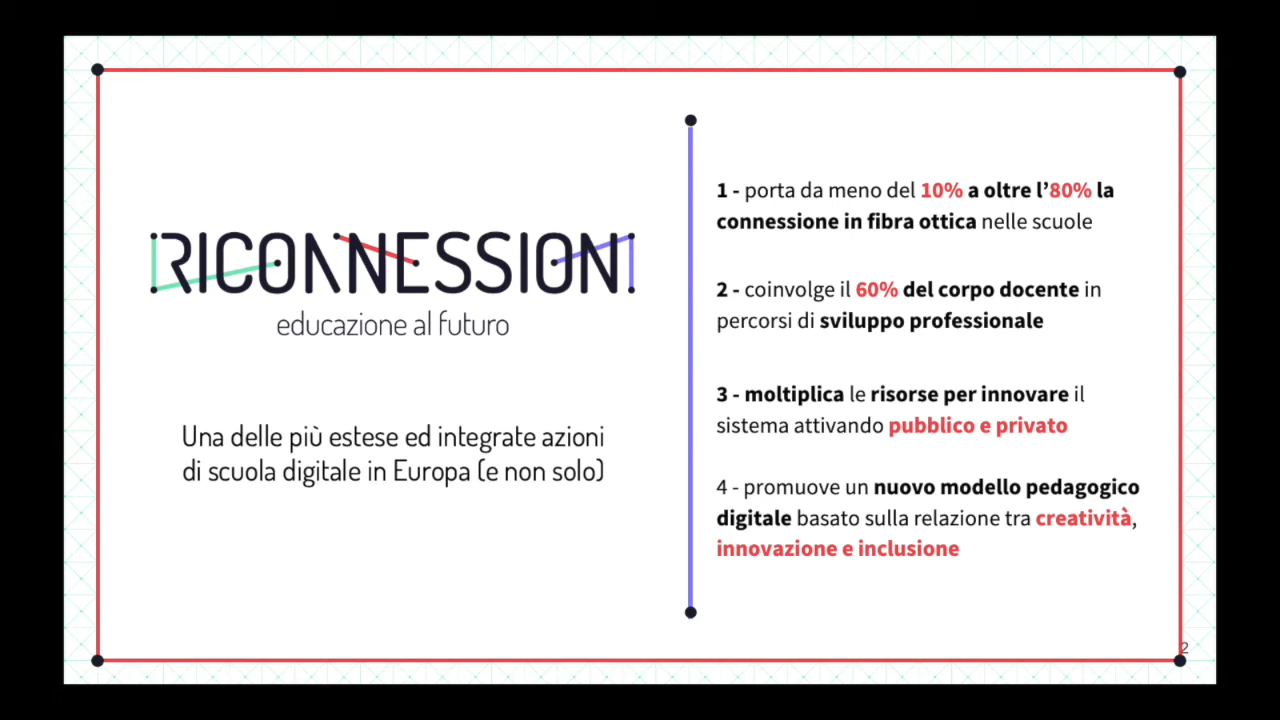 RICONNESSIONI
educazione al futuro
Una delle più estese ed integrate azioni
di scuola digitale in Europa (e non solo)
1 - porta da meno del 10% a oltre l’80% la
connessione in fibra ottica nelle scuole
2 - coinvolge il 60% del corpo docente in
percorsi di sviluppo professionale
3 - moltiplica le risorse per innovare il
sistema attivando pubblico e privato
4 - promuove un nuovo modello pedagogico
digitale basato sulla relazione tra creatività,
innovazione e inclusione
2